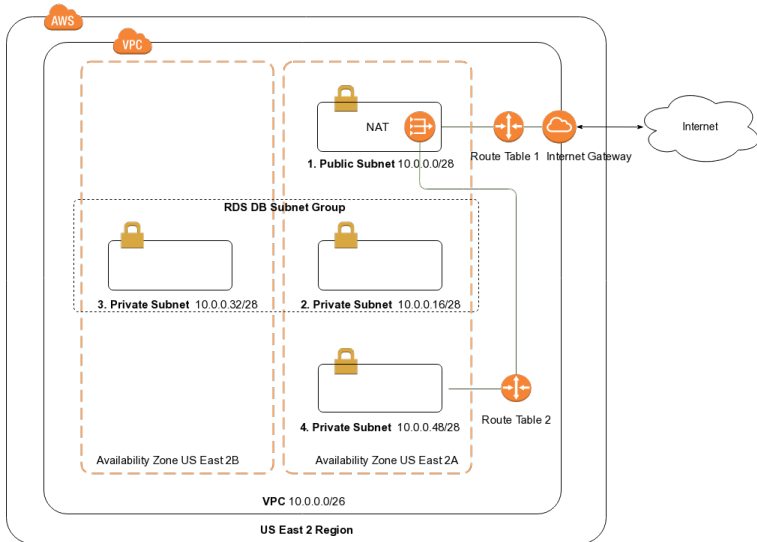 AWS
VPC
NAT
Internet
Route Table 1
Internet Gateway
1. Public Subnet 10.0.0.0/28
RDS DB Subnet Group
3. Private Subnet 10.0.0.32/28
2. Private Subnet 10.0.0.16/28
Route Table 2
4. Private Subnet 10.0.0.48/28
Availability Zone US East 2B
Availability Zone US East 2A
VPC 10.0.0.0/26
US East 2 Region